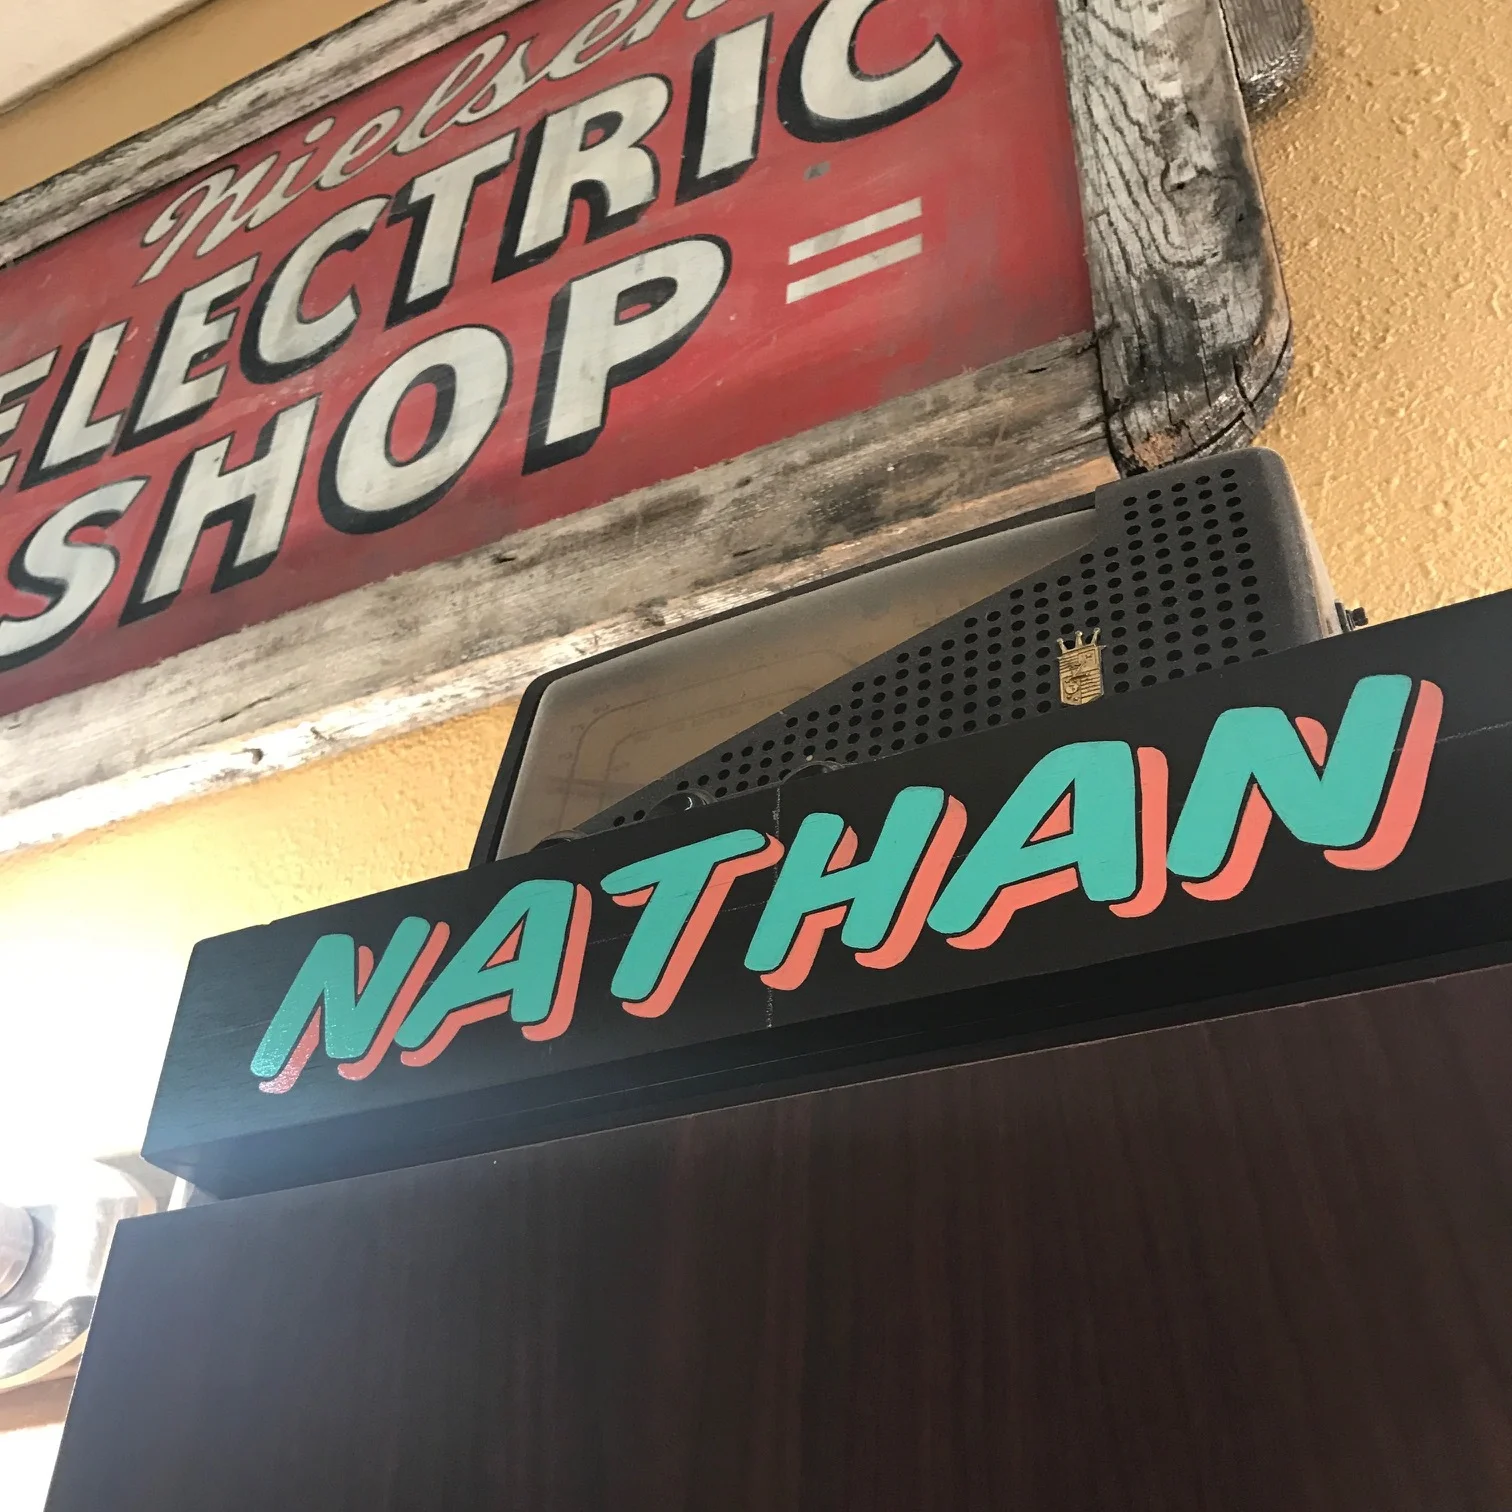 Nielsen
ELECTRIC
SHOP =
NATHAN